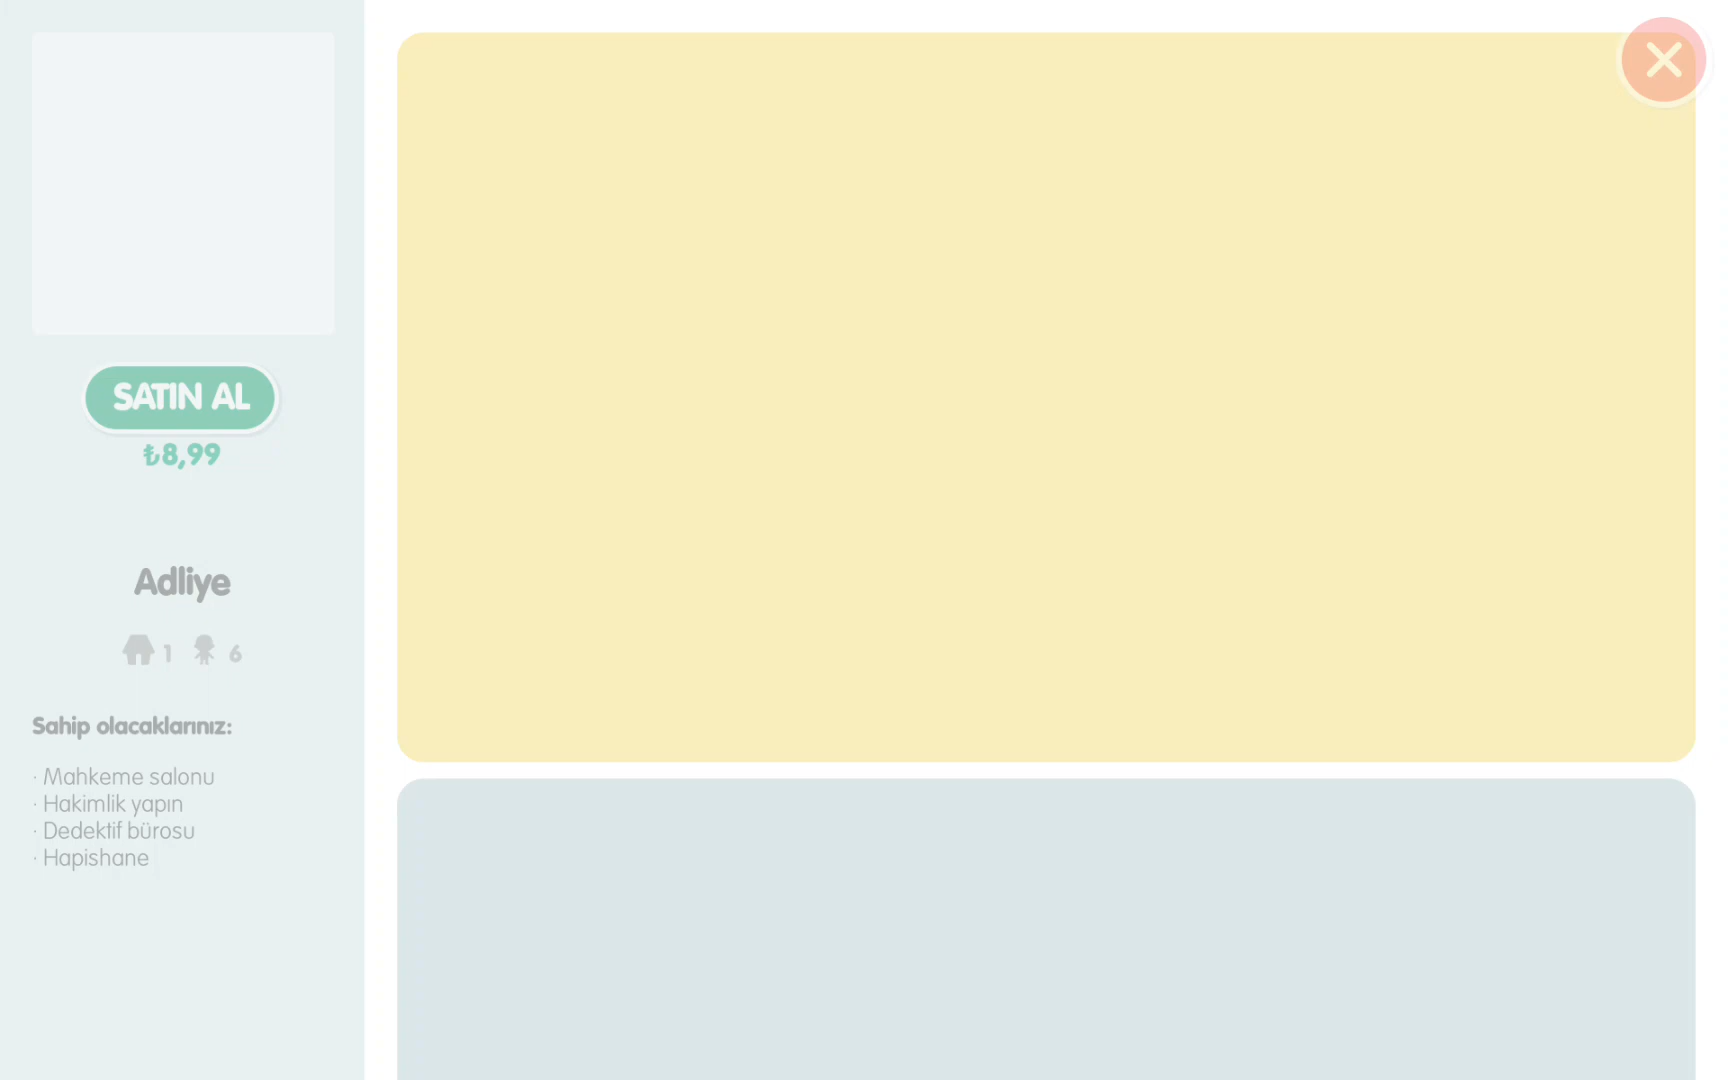 SATIN AL
₺8,99
Adliye
1 6
Sahip olacaklarınız:
· Mahkeme salonu
· Hakimlik yapın
· Dedektif bürosu
· Hapishane